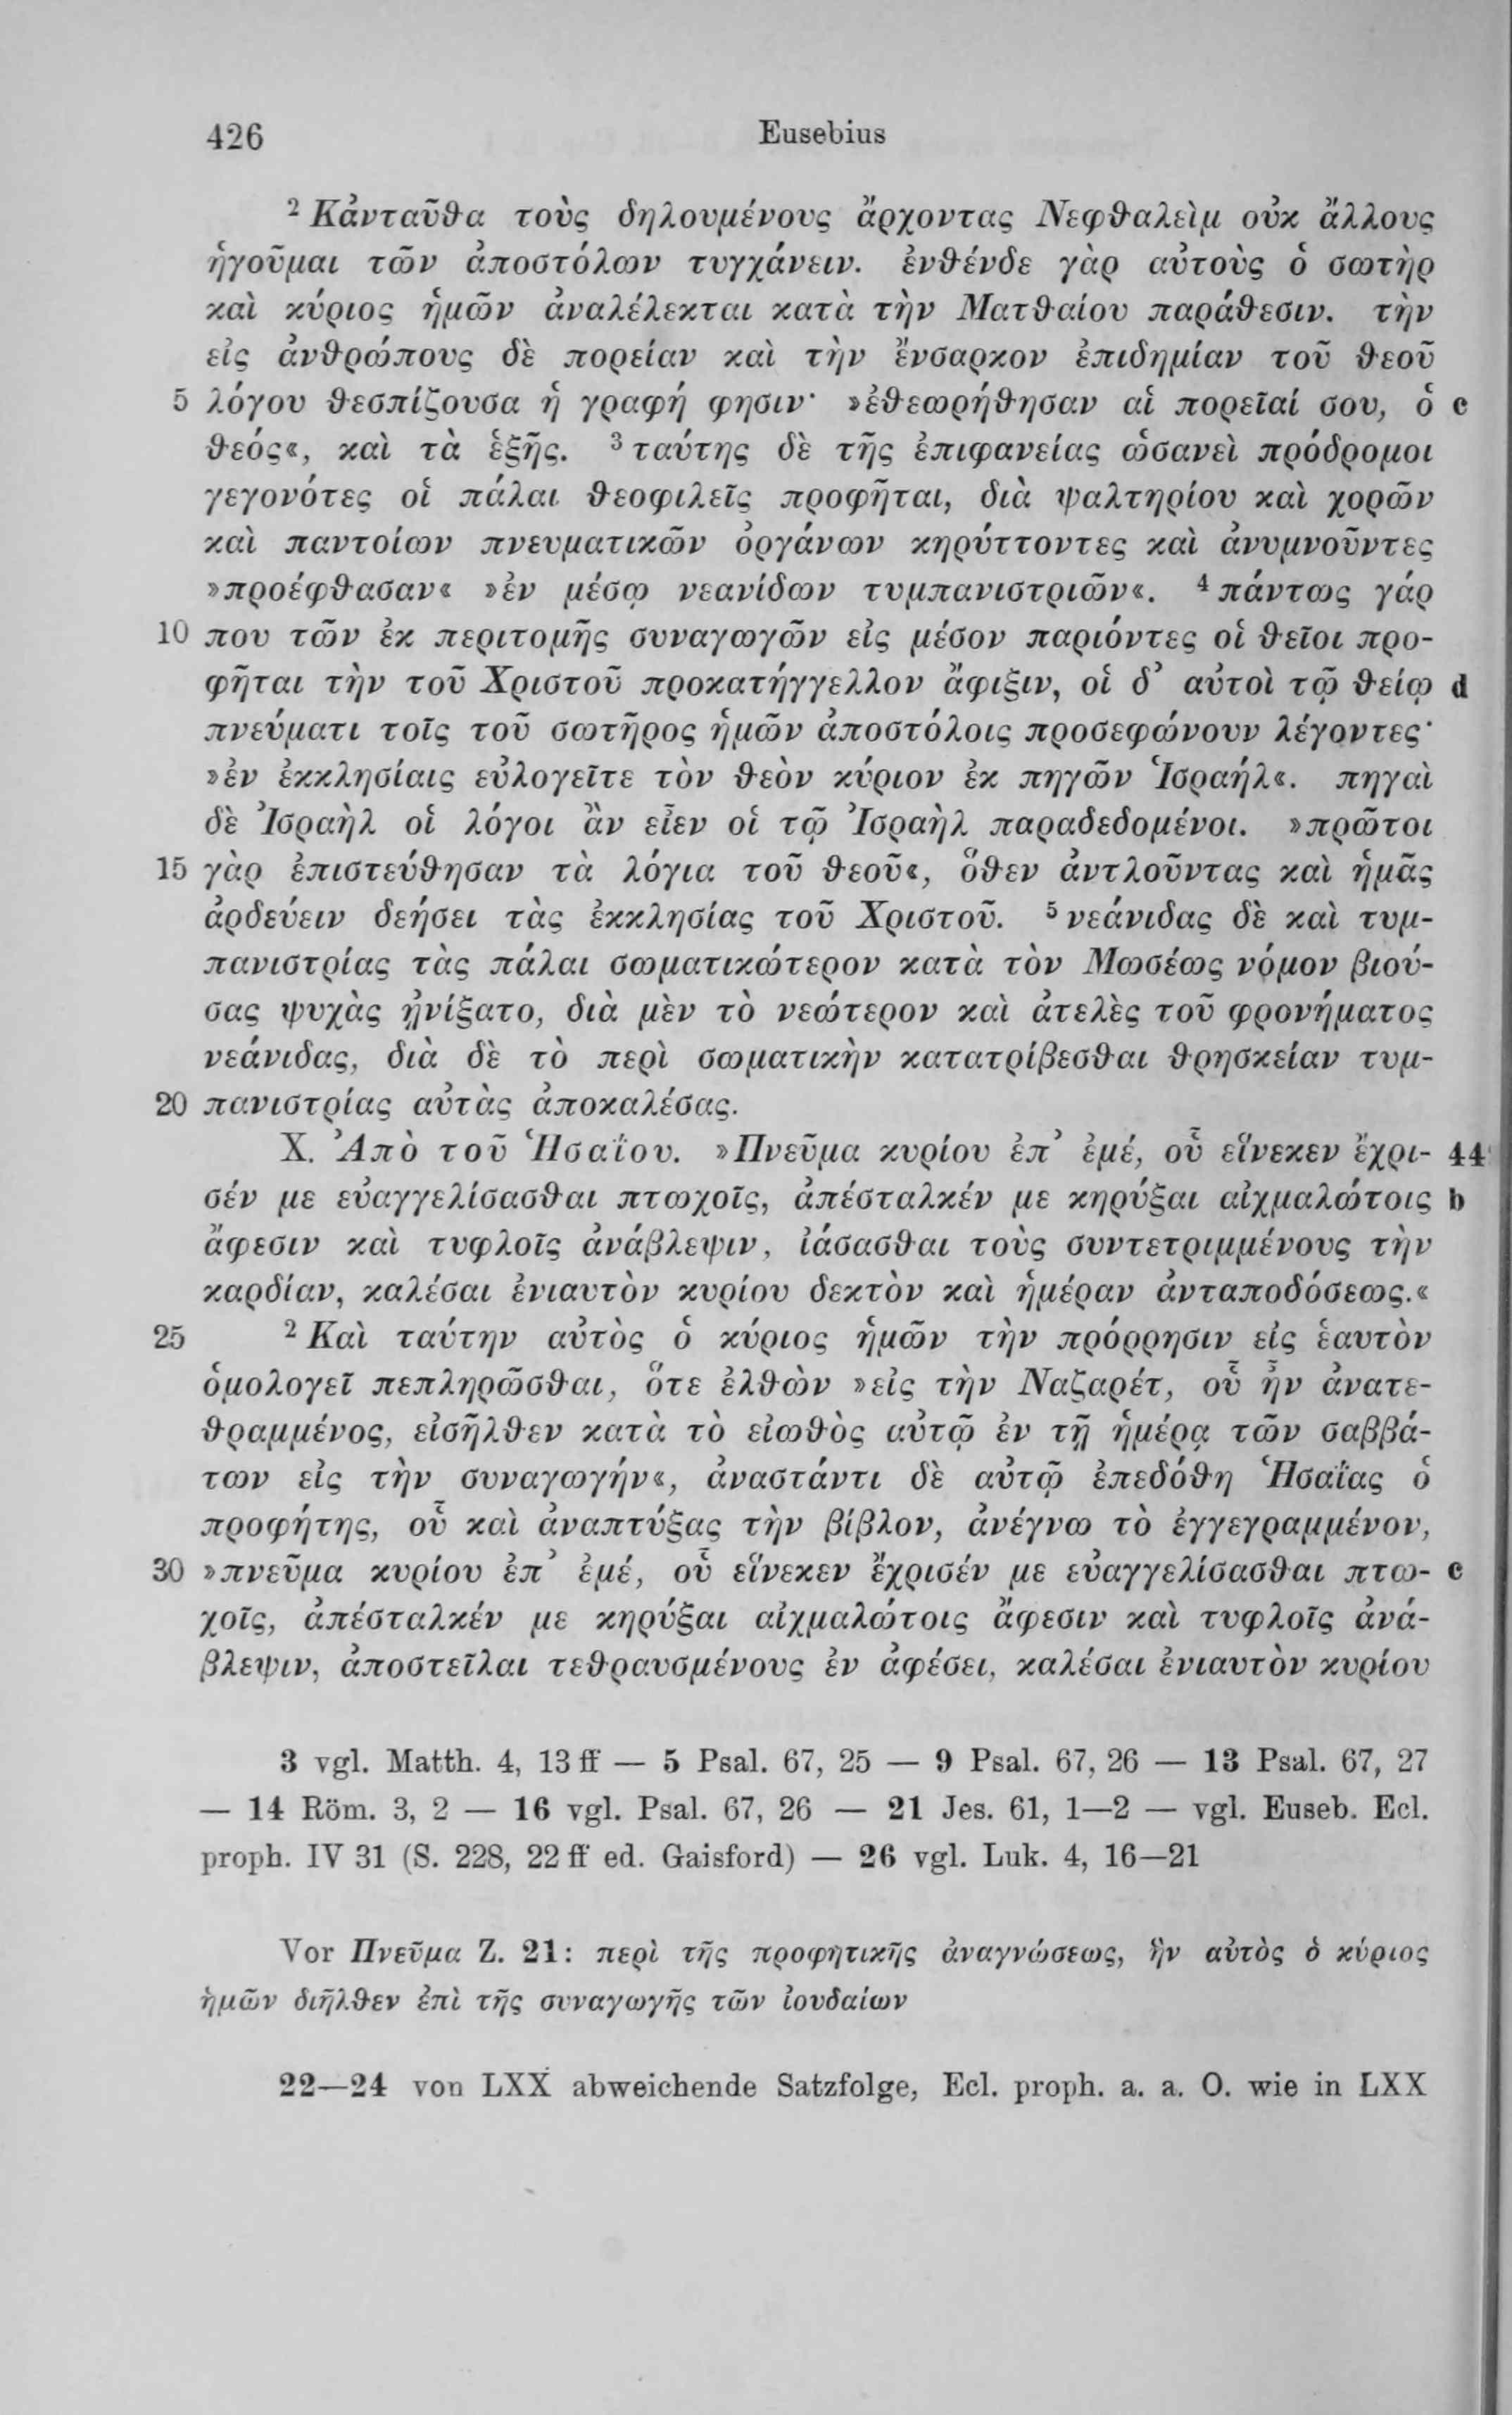 426 Eusebius
² Κἀνταῦθα τοὺς δηλουμένους ἄρχοντας Νεφθαλεὶμ οὐκ ἄλλους
ἡγοῦμαι τῶν ἀποστόλων τυγχάνειν. ἐνθένδε γὰρ αὐτοὺς ὁ σωτὴρ
καὶ κύριος ἡμῶν ἀναλέλεκται κατὰ τὴν Ματθαίου παράθεσιν. τὴν
εἰς ἀνθρώπους δὲ πορείαν καὶ τὴν ἔνσαρκον ἐπιδημίαν τοῦ θεοῦ
5 λόγου θεσπίζουσα ἡ γραφή φησιν· »ἐθεωρήθησαν αἱ πορεῖαί σου, ὁ c
θεός«, καὶ τὰ ἑξῆς. ³ ταύτης δὲ τῆς ἐπιφανείας ὡσανεὶ πρόδρομοι
γεγονότες οἱ πάλαι θεοφιλεῖς προφῆται, διὰ ψαλτηρίου καὶ χορῶν
καὶ παντοίων πνευματικῶν ὀργάνων κηρύττοντες καὶ ἀνυμνοῦντες
»προέφθασαν« »ἐν μέσῳ νεανίδων τυμπανιστριῶν«. ⁴ πάντως γάρ
10 που τῶν ἐκ περιτομῆς συναγωγῶν εἰς μέσον παριόντες οἱ θεῖοι προ-
φῆται τὴν τοῦ Χριστοῦ προκατήγγελλον ἄφιξιν, οἱ δ’ αὐτοὶ τῷ θείῳ d
πνεύματι τοῖς τοῦ σωτῆρος ἡμῶν ἀποστόλοις προσεφώνουν λέγοντες·
»ἐν ἐκκλησίαις εὐλογεῖτε τὸν θεὸν κύριον ἐκ πηγῶν Ἰσραήλ«. πηγαὶ
δὲ Ἰσραὴλ οἱ λόγοι ἂν εἶεν οἱ τῷ Ἰσραὴλ παραδεδομένοι. »πρῶτοι
15 γὰρ ἐπιστεύθησαν τὰ λόγια τοῦ θεοῦ«, ὅθεν ἀντλοῦντας καὶ ἡμᾶς
ἀρδεύειν δεήσει τὰς ἐκκλησίας τοῦ Χριστοῦ. ⁵ νεάνιδας δὲ καὶ τυμ-
πανιστρίας τὰς πάλαι σωματικώτερον κατὰ τὸν Μωσέως νόμον βιού-
σας ψυχὰς ᾐνίξατο, διὰ μὲν τὸ νεώτερον καὶ ἀτελὲς τοῦ φρονήματος
νεάνιδας, διὰ δὲ τὸ περὶ σωματικὴν κατατρίβεσθαι θρησκείαν τυμ-
20 πανιστρίας αὐτὰς ἀποκαλέσας.
X. Ἀπὸ τοῦ Ἡσαΐου. »Πνεῦμα κυρίου ἐπ’ ἐμέ, οὗ εἵνεκεν ἔχρι- 44
σέν με εὐαγγελίσασθαι πτωχοῖς, ἀπέσταλκέν με κηρύξαι αἰχμαλώτοις b
ἄφεσιν καὶ τυφλοῖς ἀνάβλεψιν, ἰάσασθαι τοὺς συντετριμμένους τὴν
καρδίαν, καλέσαι ἐνιαυτὸν κυρίου δεκτὸν καὶ ἡμέραν ἀνταποδόσεως.«
25 ² Καὶ ταύτην αὐτὸς ὁ κύριος ἡμῶν τὴν πρόρρησιν εἰς ἑαυτὸν
ὁμολογεῖ πεπληρῶσθαι, ὅτε ἐλθὼν »εἰς τὴν Ναζαρέτ, οὗ ἦν ἀνατε-
θραμμένος, εἰσῆλθεν κατὰ τὸ εἰωθὸς αὐτῷ ἐν τῇ ἡμέρᾳ τῶν σαββά-
των εἰς τὴν συναγωγήν«, ἀναστάντι δὲ αὐτῷ ἐπεδόθη Ἡσαΐας ὁ
προφήτης, οὗ καὶ ἀναπτύξας τὴν βίβλον, ἀνέγνω τὸ ἐγγεγραμμένον,
30 »πνεῦμα κυρίου ἐπ’ ἐμέ, οὗ εἵνεκεν ἔχρισέν με εὐαγγελίσασθαι πτω- c
χοῖς, ἀπέσταλκέν με κηρύξαι αἰχμαλώτοις ἄφεσιν καὶ τυφλοῖς ἀνά-
βλεψιν, ἀποστεῖλαι τεθραυσμένους ἐν ἀφέσει, καλέσαι ἐνιαυτὸν κυρίου
3 vgl. Matth. 4, 13 ff — 5 Psal. 67, 25 — 9 Psal. 67, 26 — 13 Psal. 67, 27
— 14 Röm. 3, 2 — 16 vgl. Psal. 67, 26 — 21 Jes. 61, 1—2 — vgl. Euseb. Ecl.
proph. IV 31 (S. 228, 22 ff ed. Gaisford) — 26 vgl. Luk. 4, 16—21
Vor Πνεῦμα Z. 21: περὶ τῆς προφητικῆς ἀναγνώσεως, ἣν αὐτὸς ὁ κύριος
ἡμῶν διῆλθεν ἐπὶ τῆς συναγωγῆς τῶν ἰουδαίων
22—24 von LXX abweichende Satzfolge, Ecl. proph. a. a. O. wie in LXX